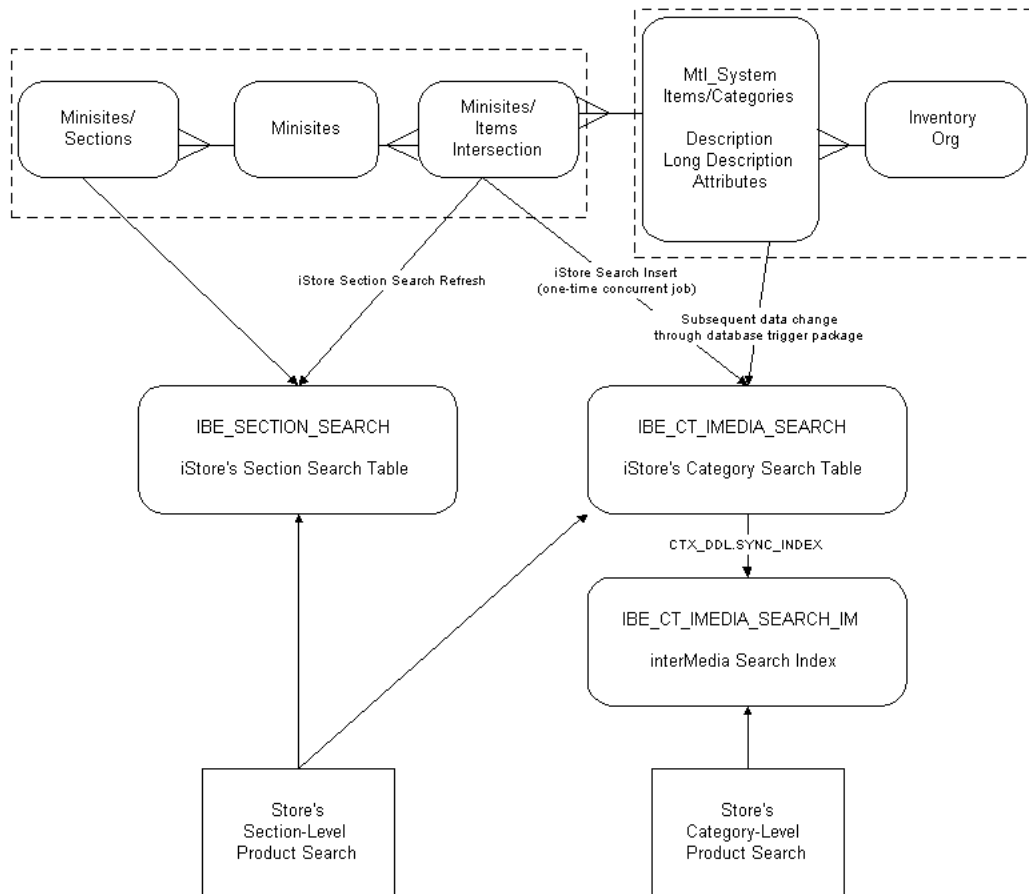 Minisites/
Sections
Minisites
Minisites/
Items
Intersection
Mtl_System
Items/Categories
Description
Long Description
Attributes
Inventory
Org
iStore Section Search Refresh
iStore Search Insert
(one-time concurrent job)
Subsequent data change
through database trigger package
IBE_SECTION_SEARCH
iStore's Section Search Table
IBE_CT_IMEDIA_SEARCH
iStore's Category Search Table
CTX_DDL.SYNC_INDEX
IBE_CT_IMEDIA_SEARCH_IM
interMedia Search Index
Store's
Section-Level
Product Search
Store's
Category-Level
Product Search